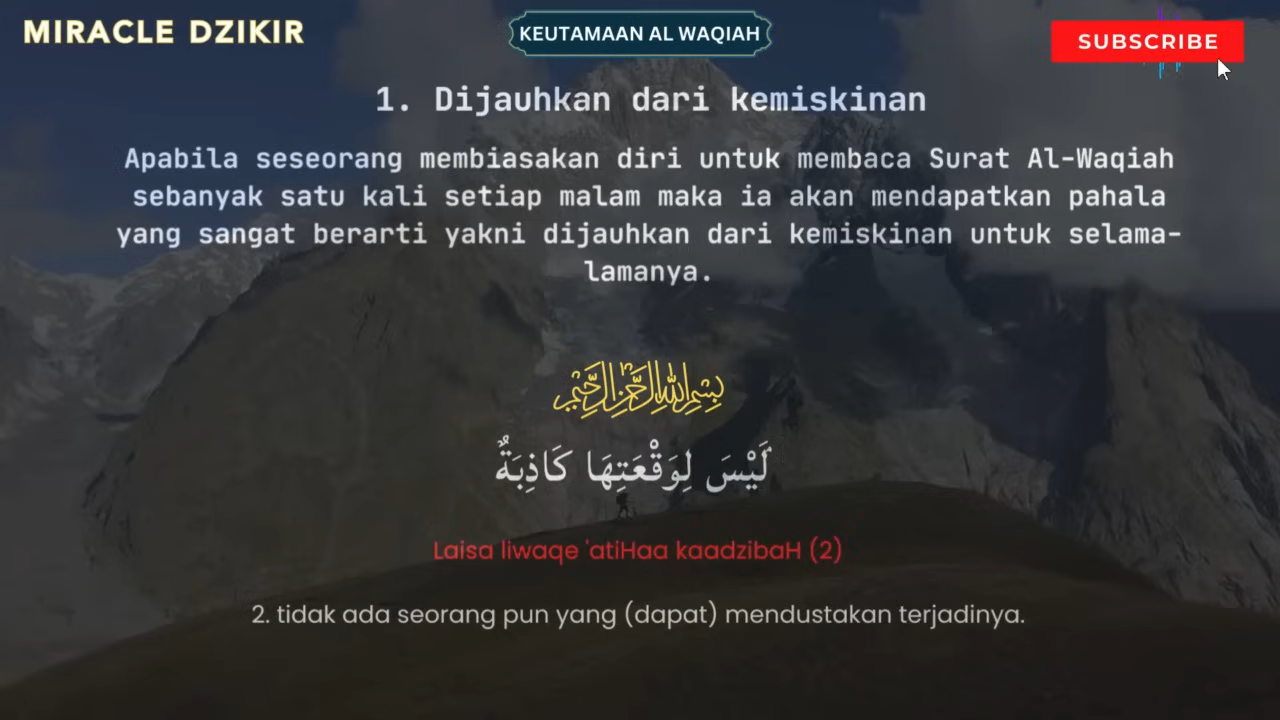 MIRACLE DZIKIR
KEUTAMAAN AL WAQIAH
SUBSCRIBE
1. Dijauhkan dari kemiskinan
Apabila seseorang membiasakan diri untuk membaca Surat Al-Waqiah
sebanyak satu kali setiap malam maka ia akan mendapatkan pahala
yang sangat berarti yakni dijauhkan dari kemiskinan untuk selama-
lamanya.
بِسْمِ اللهِ الرَّحْمٰنِ الرَّحِيْمِ
لَيْسَ لِوَقْعَتِهَا كَاذِبَةٌ
Laisa liwaqe 'atiHaa kaadzibaH (2)
2. tidak ada seorang pun yang (dapat) mendustakan terjadinya.